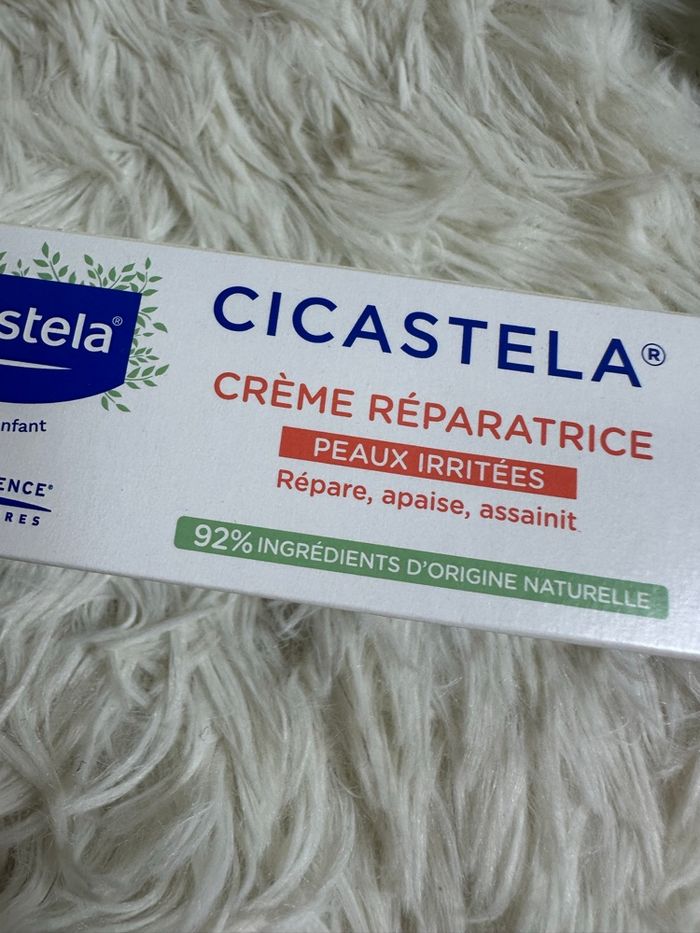 stela®
nfant
ENCE®
RES
CICASTELA®
CRÈME RÉPARATRICE
PEAUX IRRITÉES
Répare, apaise, assainit
92% INGRÉDIENTS D'ORIGINE NATURELLE